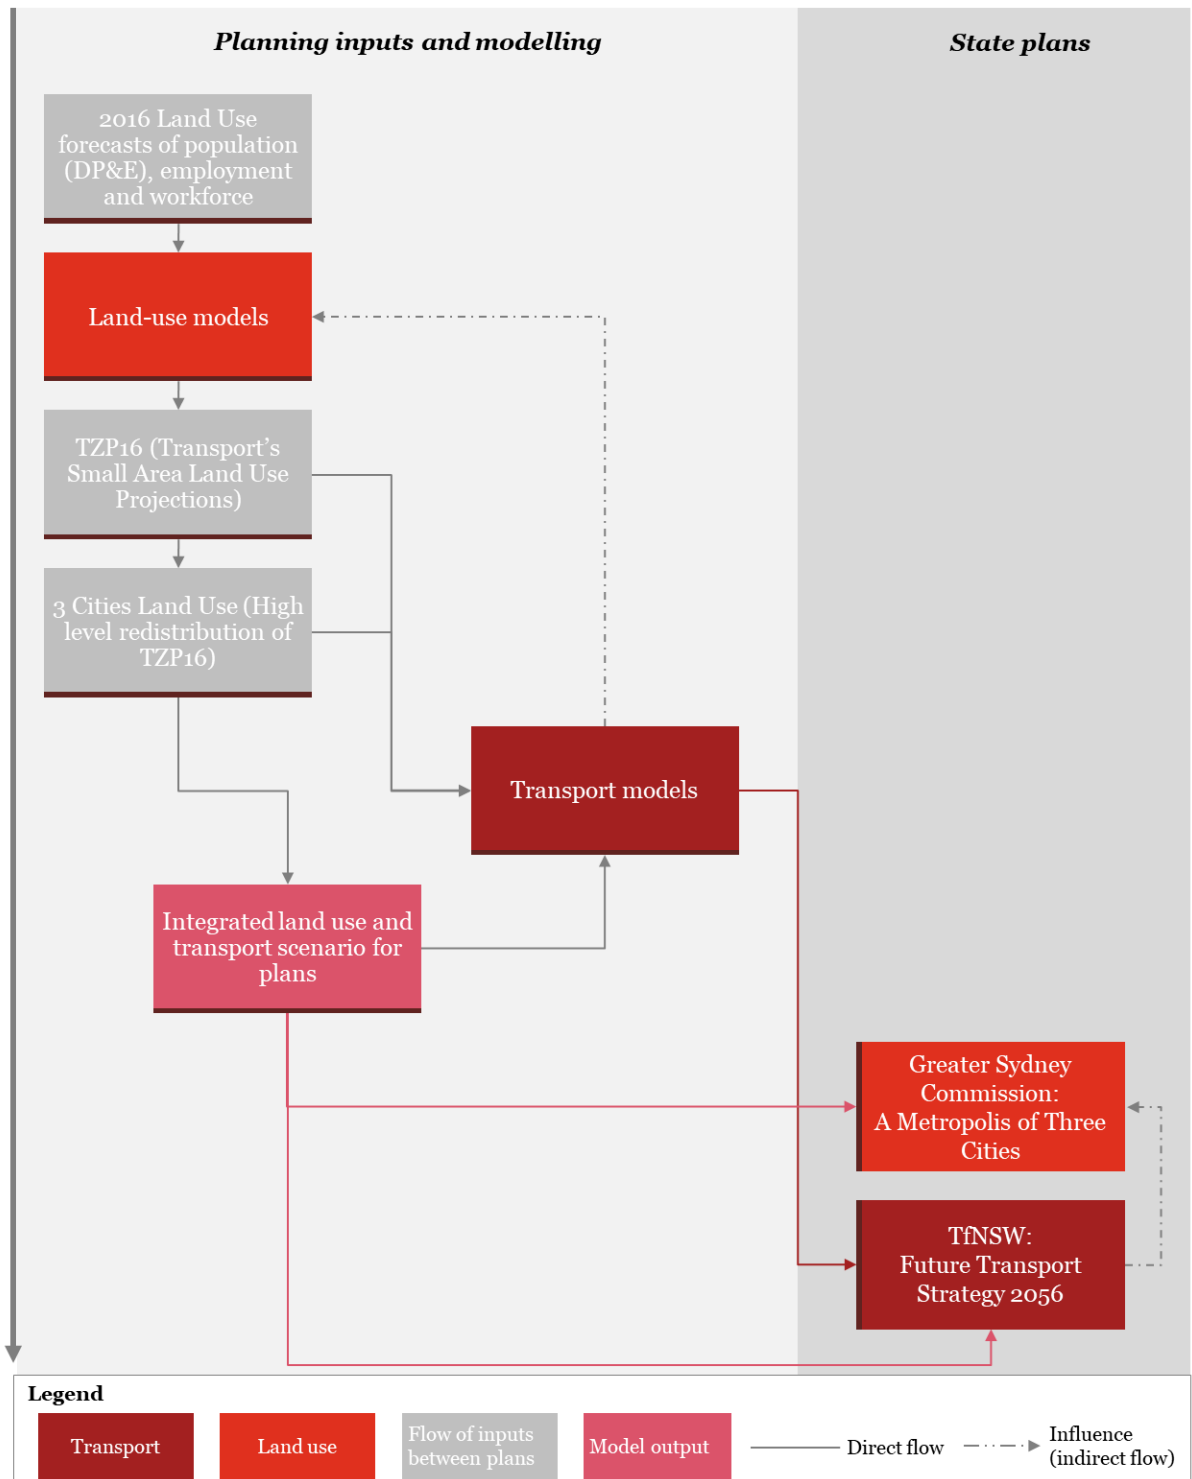 Planning inputs and modelling
State plans
2016 Land Use
forecasts of population
(DP&E), employment
and workforce
Land-use models
TZP16 (Transport’s
Small Area Land Use
Projections)
3 Cities Land Use (High
level redistribution of
TZP16)
Transport models
Integrated land use and
transport scenario for
plans
Greater Sydney
Commission:
A Metropolis of Three
Cities
TfNSW:
Future Transport
Strategy 2056
Legend
Transport
Land use
Flow of inputs
between plans
Model output
Direct flow
Influence
(indirect flow)